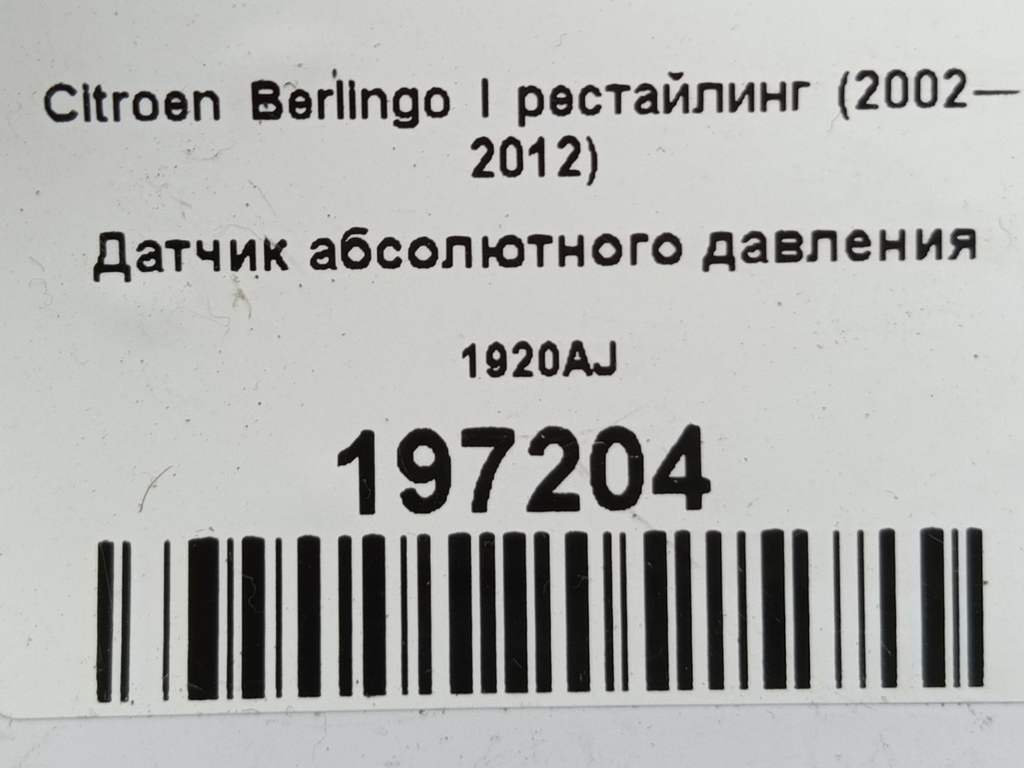 Citroen Berlingo I рестайлинг (2002—
2012)
Датчик абсолютного давления
1920AJ
197204